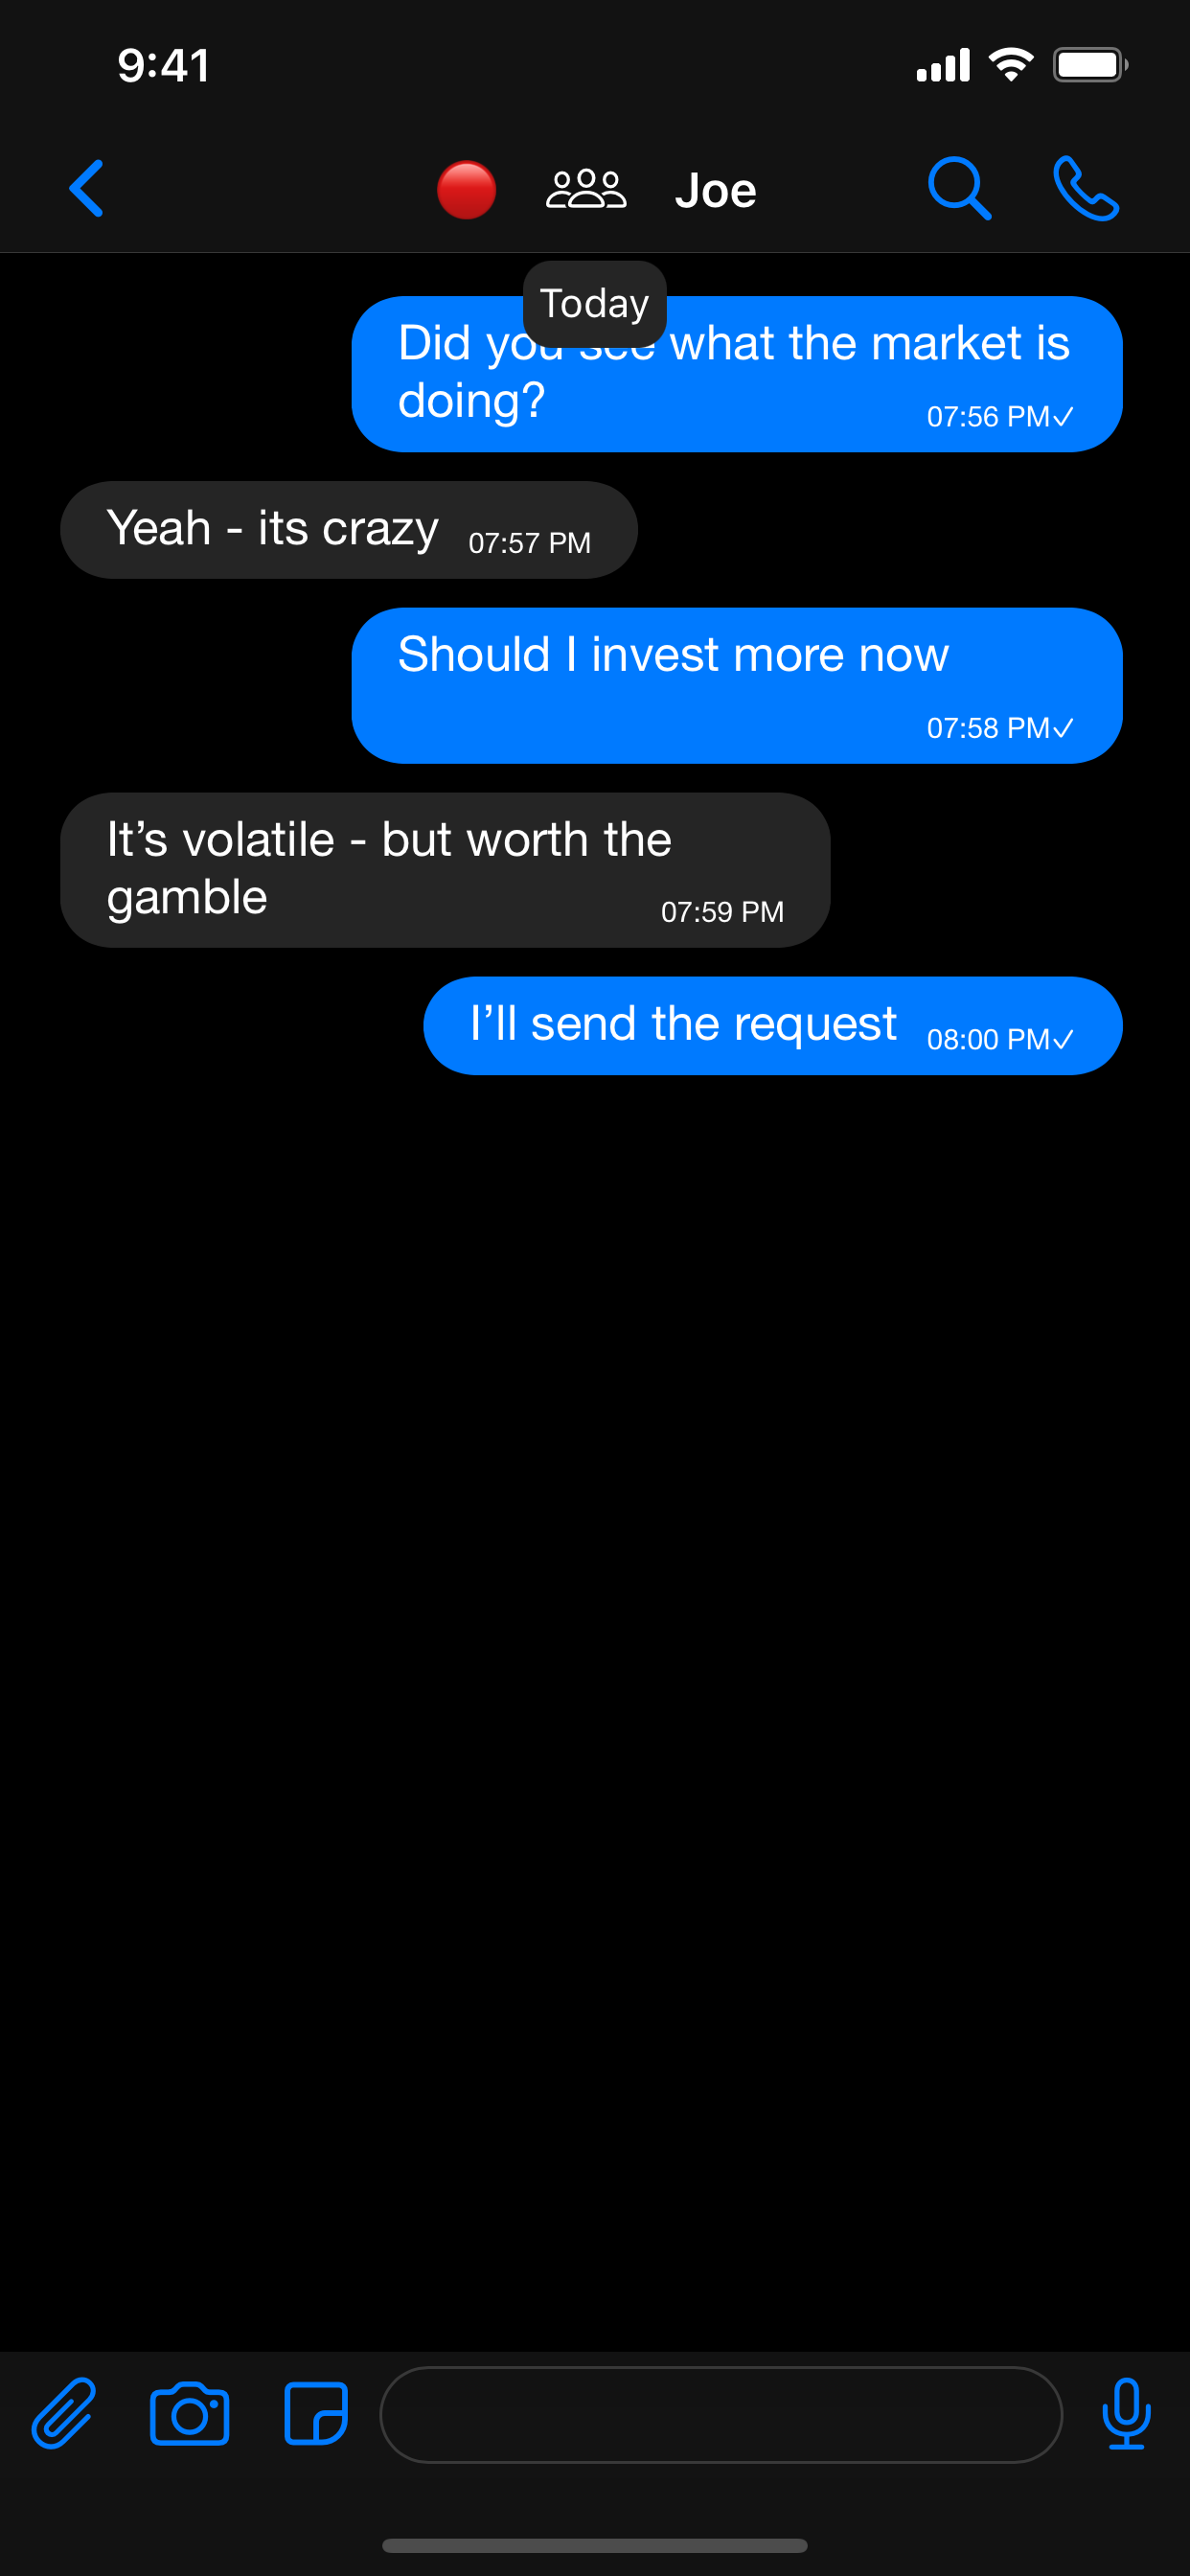 9:41
Joe
Today
Did you see what the market is
doing?
07:56 PM✓
Yeah - its crazy
07:57 PM
Should I invest more now
07:58 PM✓
It’s volatile - but worth the
gamble
07:59 PM
I’ll send the request
08:00 PM✓